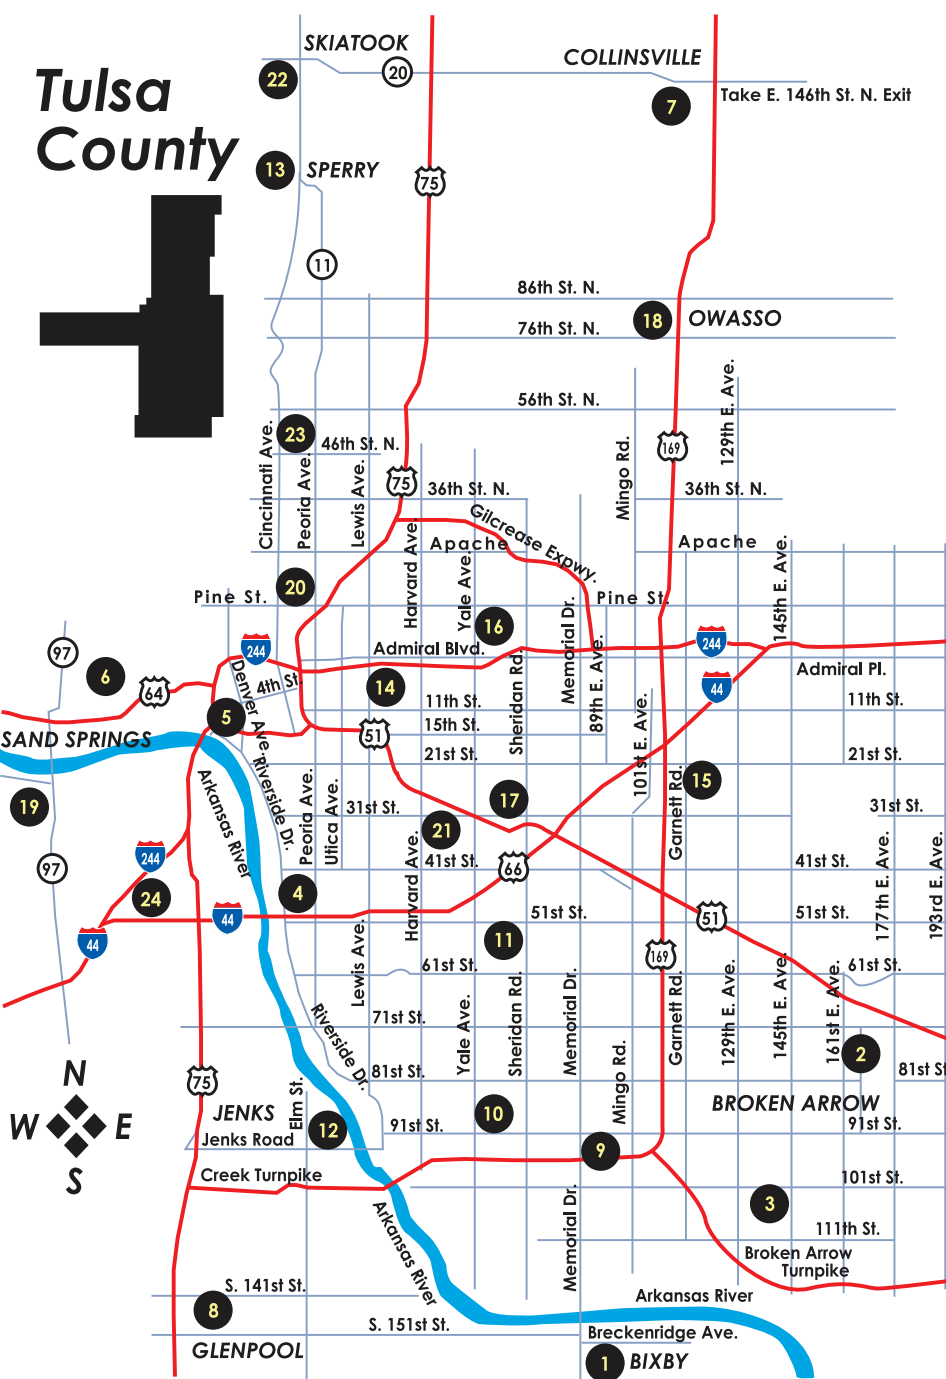 SKIATOOK
COLLINSVILLE
20
22
Tulsa
County
7
Take E. 146th St. N. Exit
13
SPERRY
75
11
86th St. N.
18
OWASSO
76th St. N.
129th E. Ave.
56th St. N.
23
46th St. N.
Cincinnati Ave.
Peoria Ave.
Lewis Ave.
Mingo Rd.
169
75
36th St. N.
36th St. N.
Gilcrease Expwy.
Harvard Ave.
Apache
Apache
Yale Ave.
145th E. Ave.
20
Pine St.
Pine St.
Memorial Dr.
16
97
244
Admiral Blvd.
244
Admiral Pl.
6
64
Denver Ave.
4th St.
14
Sheridan Rd.
89th E. Ave.
44
11th St.
11th St.
5
51
15th St.
101st E. Ave.
SAND SPRINGS
21st St.
21st St.
Arkansas River
Riverside Dr.
Peoria Ave.
Utica Ave.
15
Garnett Rd.
19
31st St.
17
31st St.
21
Harvard Ave.
244
97
41st St.
66
41st St.
177th E. Ave.
193rd E. Ave.
24
4
44
44
51st St.
51
51st St.
11
Lewis Ave.
61st St.
169
61st St.
Riverside Dr.
Yale Ave.
Sheridan Rd.
Memorial Dr.
Garnett Rd.
129th E. Ave.
145th E. Ave.
161st E. Ave.
71st St.
2
Mingo Rd.
81st St.
81st St
75
N
W
E
S
Elm St.
JENKS
10
BROKEN ARROW
12
91st St.
91st St.
Jenks Road
9
Creek Turnpike
101st St.
3
Arkansas River
Memorial Dr.
111th St.
Broken Arrow
Turnpike
S. 141st St.
8
Arkansas River
S. 151st St.
Breckenridge Ave.
GLENPOOL
1
BIXBY